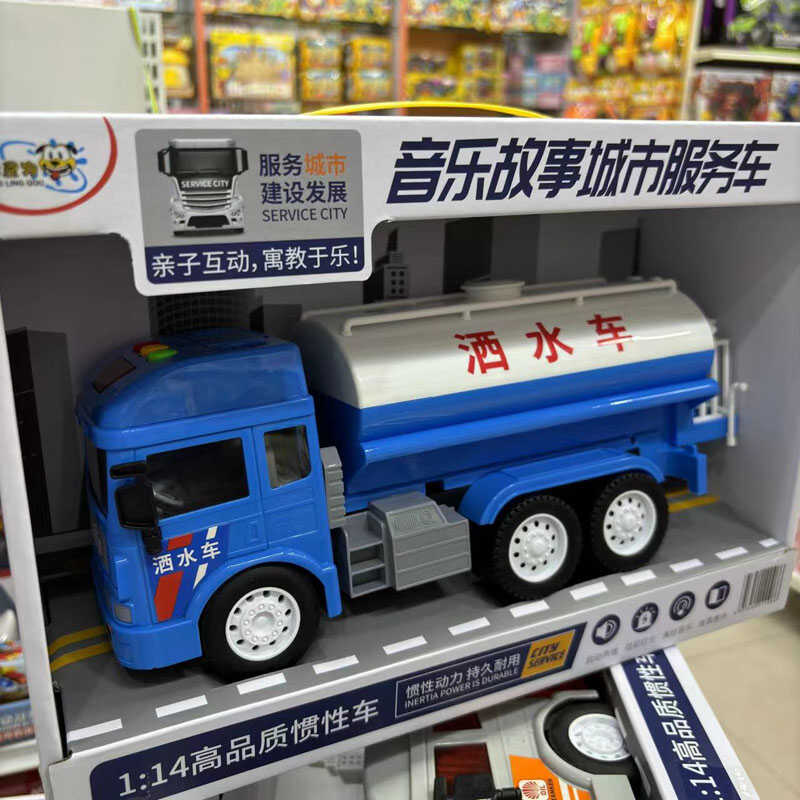 LING GOU
SERVICE CITY
服务城市
建设发展
SERVICE CITY
亲子互动,寓教于乐!
音乐故事城市服务车
洒水车
洒水车
CITY
SERVICE
惯性动力 持久耐用
INERTIA POWER IS DURABLE
1:14高品质惯性车
:14高品质惯性
OIL